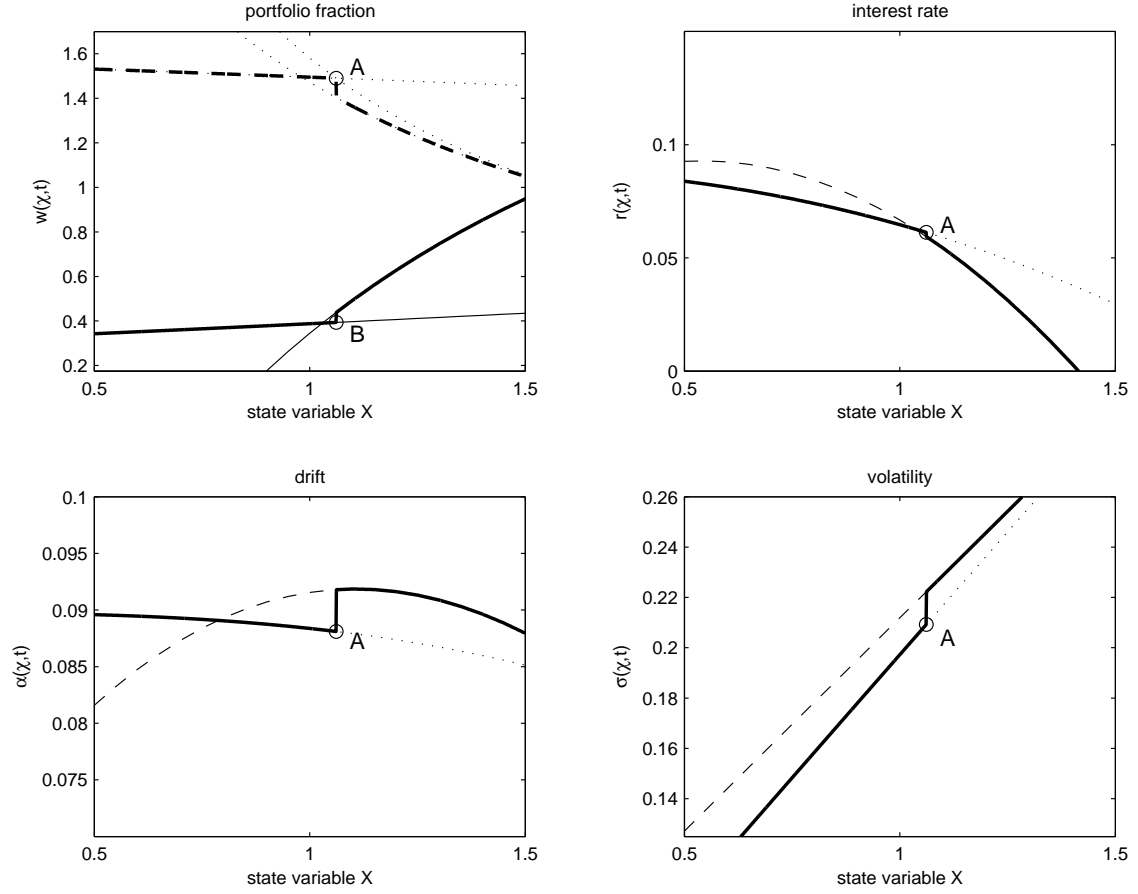 portfolio fraction
1.6
1.4
1.2
1
0.8
0.6
0.4
0.2
w(χ,t)
A
B
0.5
1
1.5
state variable X
interest rate
0.1
0.05
0
r(χ,t)
A
0.5
1
1.5
state variable X
drift
0.1
0.095
0.09
0.085
0.08
0.075
α(χ,t)
A
0.5
1
1.5
state variable X
volatility
0.26
0.24
0.22
0.2
0.18
0.16
0.14
σ(χ,t)
A
0.5
1
1.5
state variable X